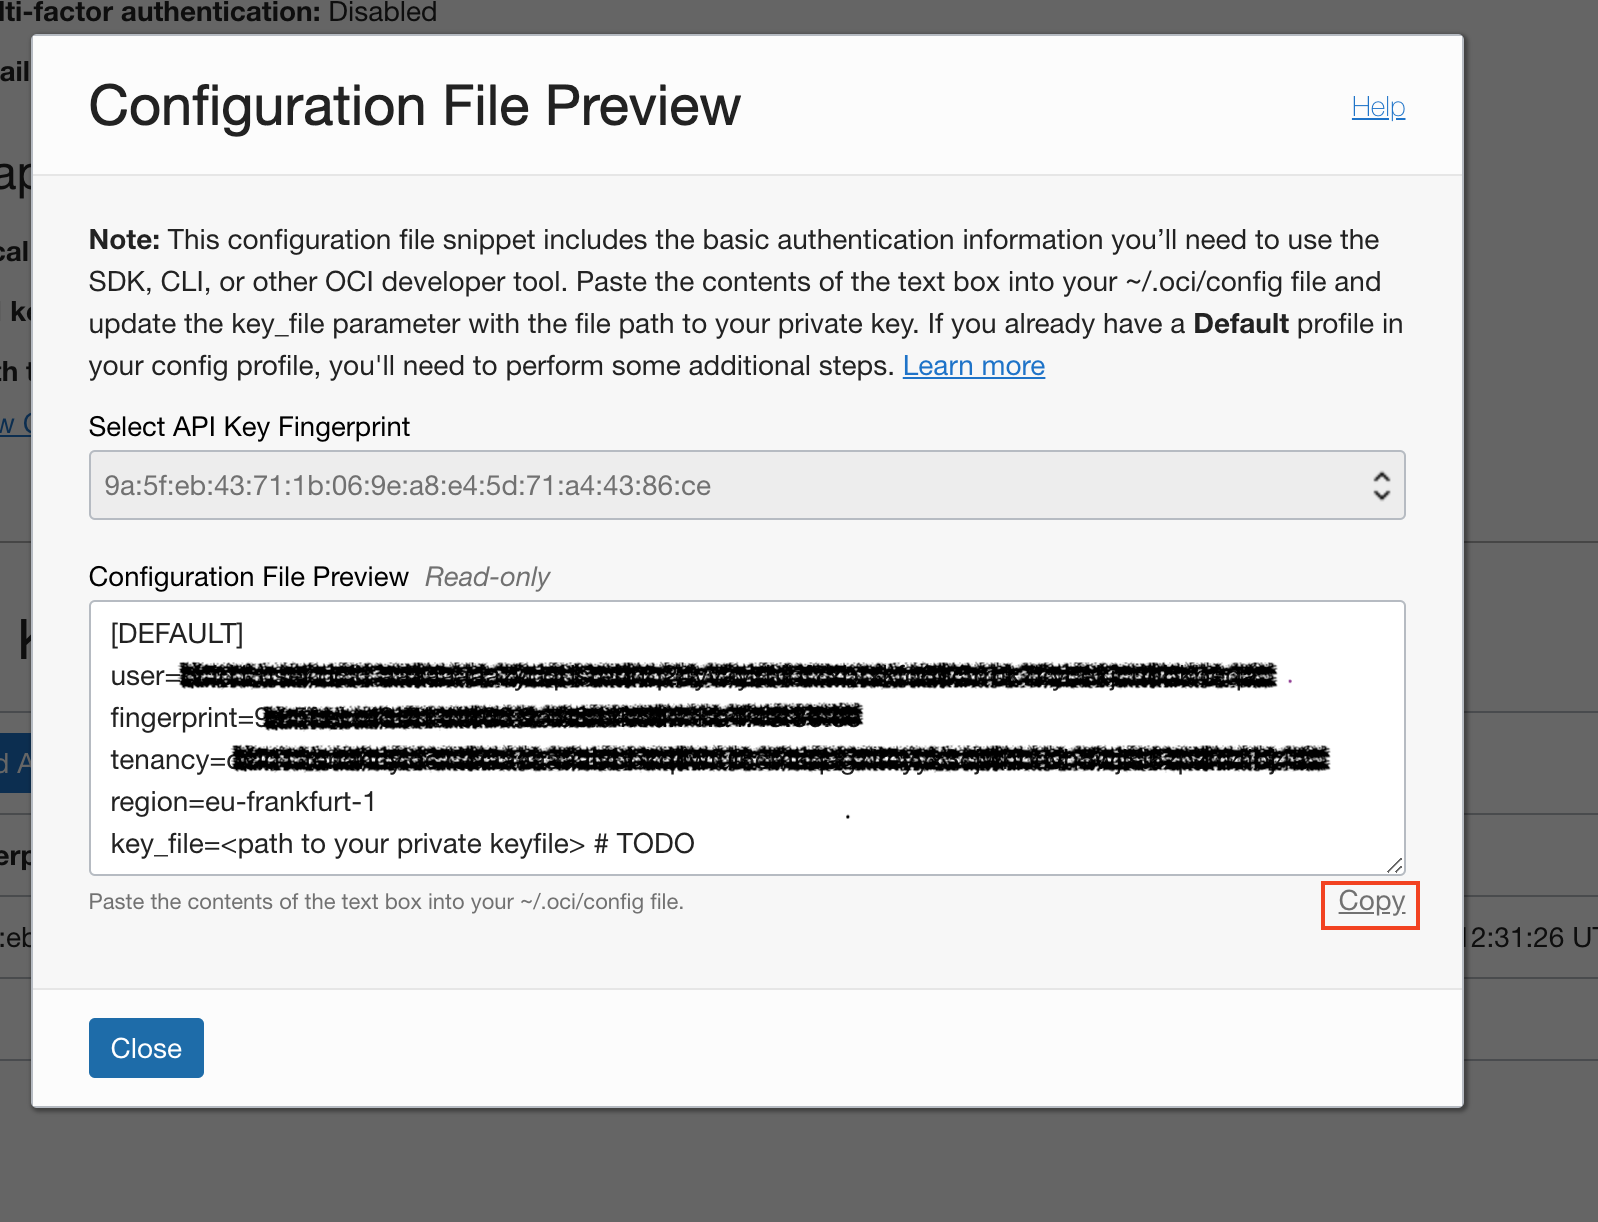 lti-factor authentication: Disabled
ail
Configuration File Preview
Help
ap
Note: This configuration file snippet includes the basic authentication information you’ll need to use the
cal
SDK, CLI, or other OCI developer tool. Paste the contents of the text box into your ~/.oci/config file and
update the key_file parameter with the file path to your private key. If you already have a Default profile in
your config profile, you'll need to perform some additional steps. Learn more
Select API Key Fingerprint
9a:5f:eb:43:71:1b:06:9e:a8:e4:5d:71:a4:43:86:ce
Configuration File Preview Read-only
[DEFAULT]
user=
fingerprint=9
tenancy=
region=eu-frankfurt-1
key_file=<path to your private keyfile> # TODO
d A
erp
Paste the contents of the text box into your ~/.oci/config file.
Copy
:eb
12:31:26 UT
Close